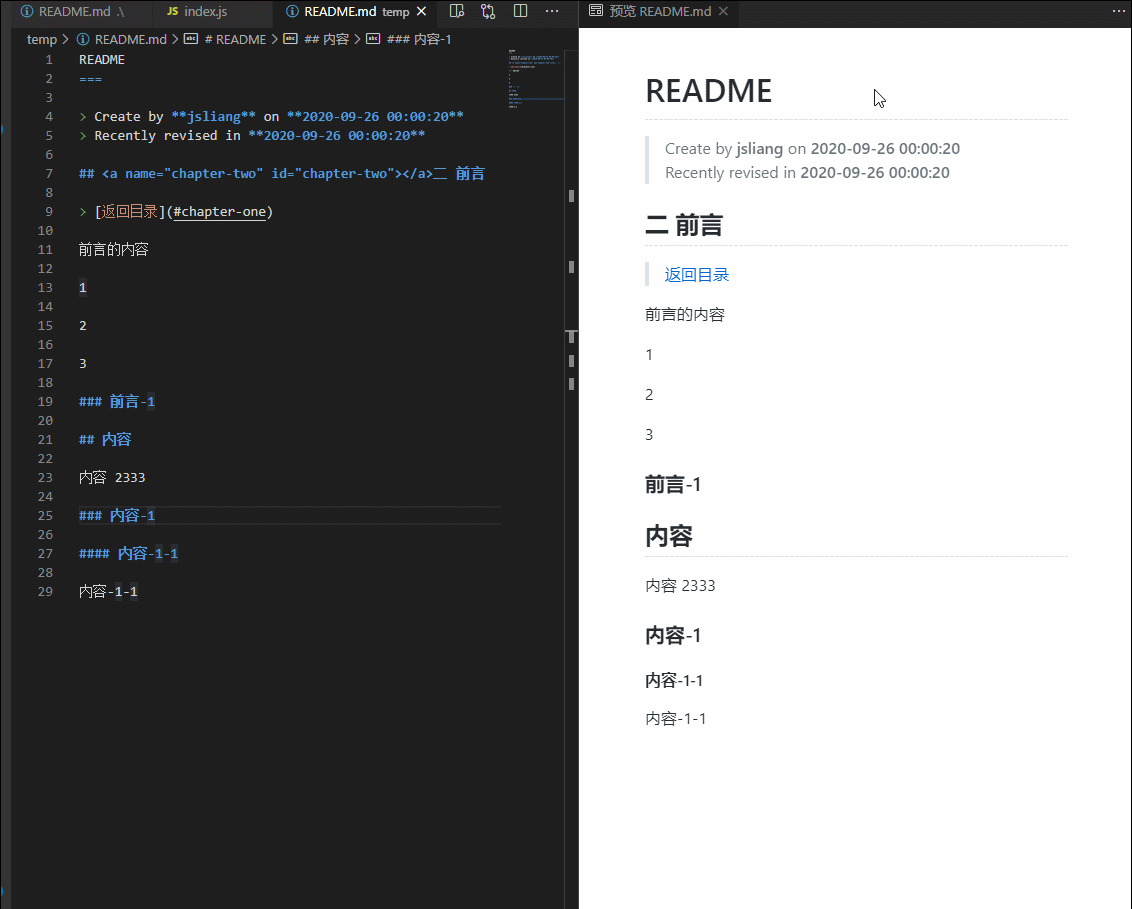 README.md .\ JS index.js README.md temp
temp > README.md > # README > ## 内容 > ### 内容-1
1 README
2 ===
3
4 > Create by **jsliang** on **2020-09-26 00:00:20**
5 > Recently revised in **2020-09-26 00:00:20**
6
7 ## <a name="chapter-two" id="chapter-two"></a>二 前言
8
9 > [返回目录](#chapter-one)
10
11 前言的内容
12
13 1
14
15 2
16
17 3
18
19 ### 前言-1
20
21 ## 内容
22
23 内容 2333
24
25 ### 内容-1
26
27 #### 内容-1-1
28
29 内容-1-1
预览 README.md
README
Create by jsliang on 2020-09-26 00:00:20
Recently revised in 2020-09-26 00:00:20
二 前言
返回目录
前言的内容
1
2
3
前言-1
内容
内容 2333
内容-1
内容-1-1
内容-1-1